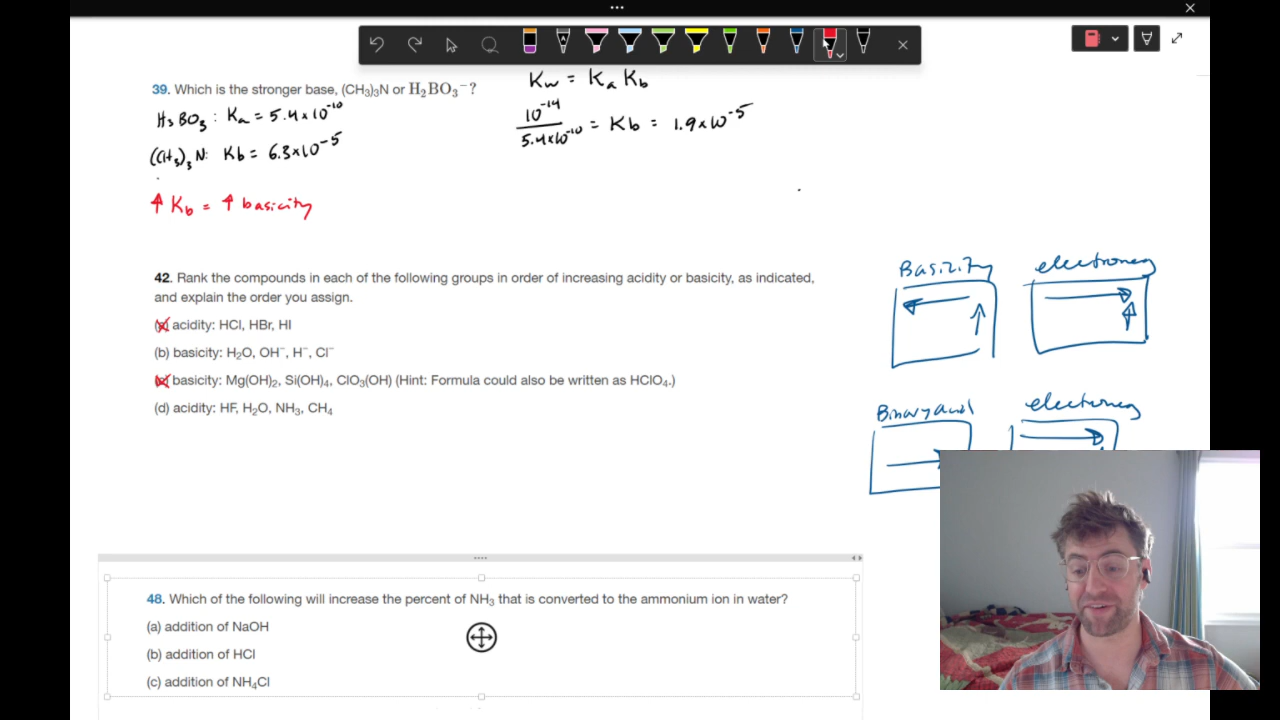 39. Which is the stronger base, (CH₃)₃N or H₂BO₃⁻?
H₃BO₃: Ka = 5.4×10⁻¹⁰
(CH₃)₃N: Kb = 6.3×10⁻⁵
↑ Kb = ↑ basicity
Kw = Ka Kb
10⁻¹⁴ / 5.4×10⁻¹⁰ = Kb = 1.9×10⁻⁵
42. Rank the compounds in each of the following groups in order of increasing acidity or basicity, as indicated,
and explain the order you assign.
(a) acidity: HCl, HBr, HI
(b) basicity: H₂O, OH⁻, H⁻, Cl⁻
(c) basicity: Mg(OH)₂, Si(OH)₄, ClO₃(OH) (Hint: Formula could also be written as HClO₄.)
(d) acidity: HF, H₂O, NH₃, CH₄
Basizity
electroneg
Binary acid
electroneg
48. Which of the following will increase the percent of NH₃ that is converted to the ammonium ion in water?
(a) addition of NaOH
(b) addition of HCl
(c) addition of NH₄Cl